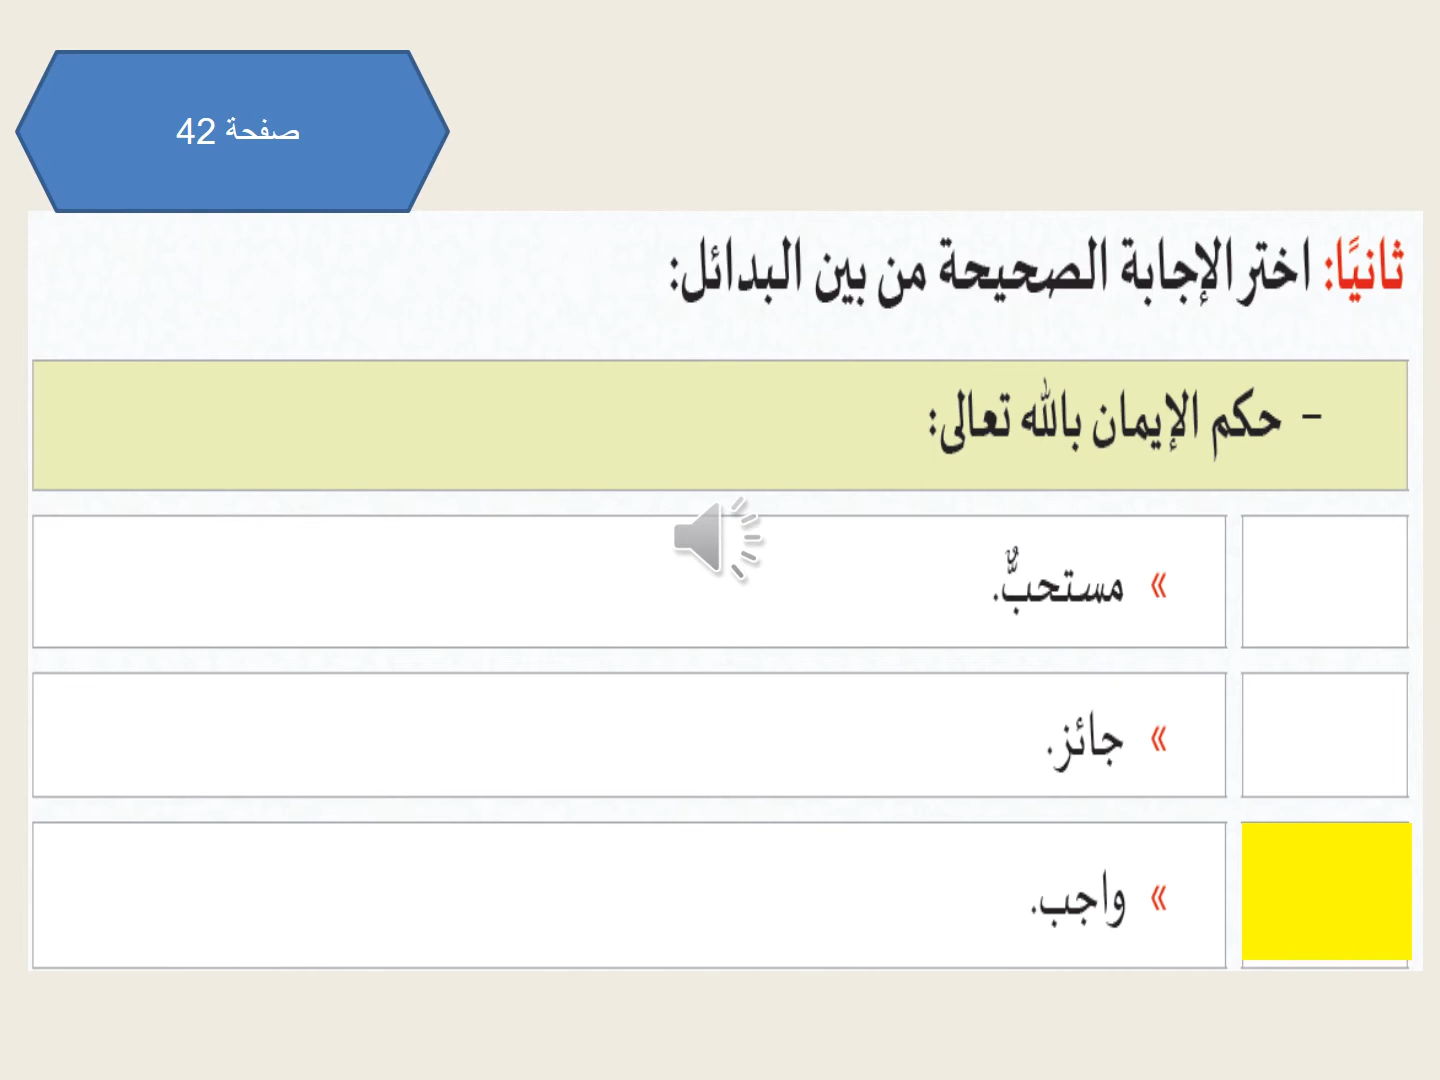 صفحة 42
ثانيًا: اختر الإجابة الصحيحة من بين البدائل:
- حكم الإيمان بالله تعالى:
» مستحبٌّ.
» جائز.
» واجب.